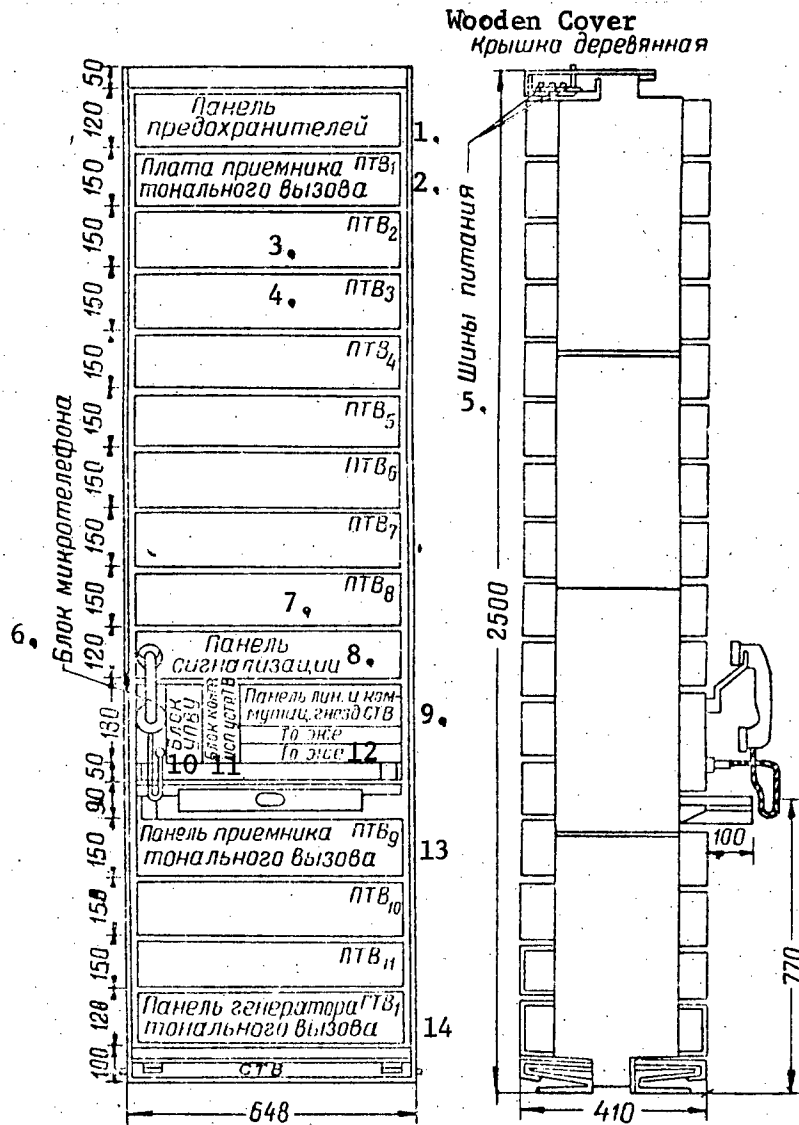 Wooden Cover
Крышка деревянная
50
120
150
150
150
150
150
150
150
150
120
130
50
90
150
150
150
120
100
Панель
предохранителей
1.
Плата приемника ПТВ1
тонального вызова
2.
ПТВ2
3.
ПТВ3
4.
ПТВ4
ПТВ5
ПТВ6
ПТВ7
ПТВ8
7.
Панель
сигнализации
8.
Блок микротелефона
6.
Блок
10
Блок
11
Панель лин. и ком-
мутац. гнезд СТВ
9.
То же
То же
12
Панель приемника ПТВ9
тонального вызова
13
ПТВ10
ПТВ11
Панель генератора ГТВ1
тонального вызова
14
СТВ
648
Шины питания
5.
2500
100
770
410